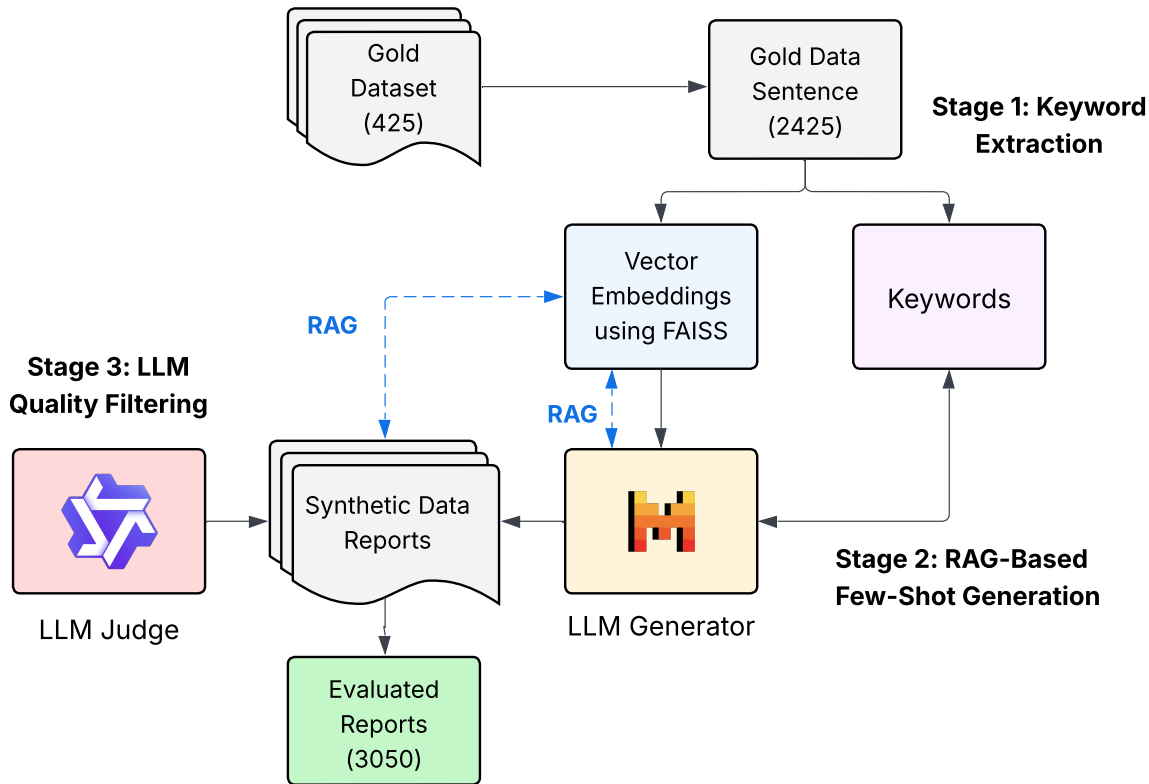 Gold
Dataset
(425)
Gold Data
Sentence
(2425)
Stage 1: Keyword
Extraction
Vector
Embeddings
using FAISS
Keywords
RAG
RAG
Stage 3: LLM
Quality Filtering
Synthetic Data
Reports
Stage 2: RAG-Based
Few-Shot Generation
LLM Judge
LLM Generator
Evaluated
Reports
(3050)